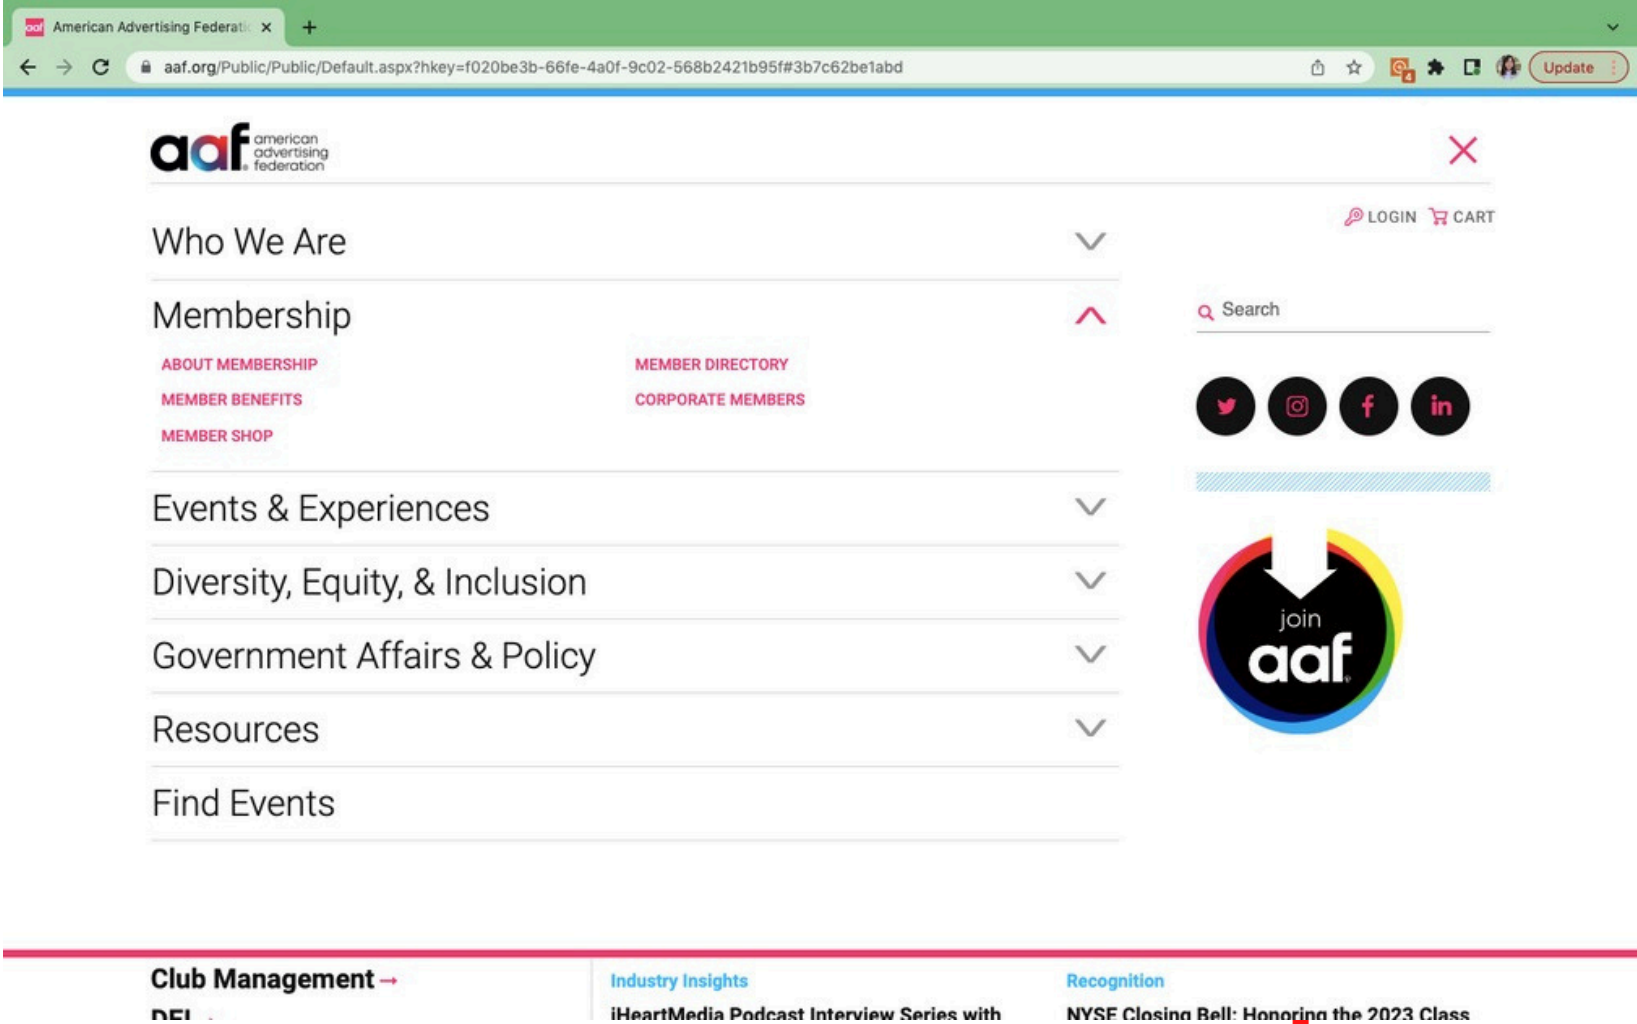 American Advertising Federatic
aaf.org/Public/Public/Default.aspx?hkey=f020be3b-66fe-4a0f-9c02-568b2421b95f#3b7c62be1abd
4
Update
aaf
american
advertising
federation
LOGIN CART
Who We Are
Membership
Search
ABOUT MEMBERSHIP
MEMBER DIRECTORY
MEMBER BENEFITS
CORPORATE MEMBERS
MEMBER SHOP
Events & Experiences
Diversity, Equity, & Inclusion
join
aaf
Government Affairs & Policy
Resources
Find Events
Club Management →
DEI →
Industry Insights
iHeartMedia Podcast Interview Series with
Recognition
NYSE Closing Bell: Honoring the 2023 Class